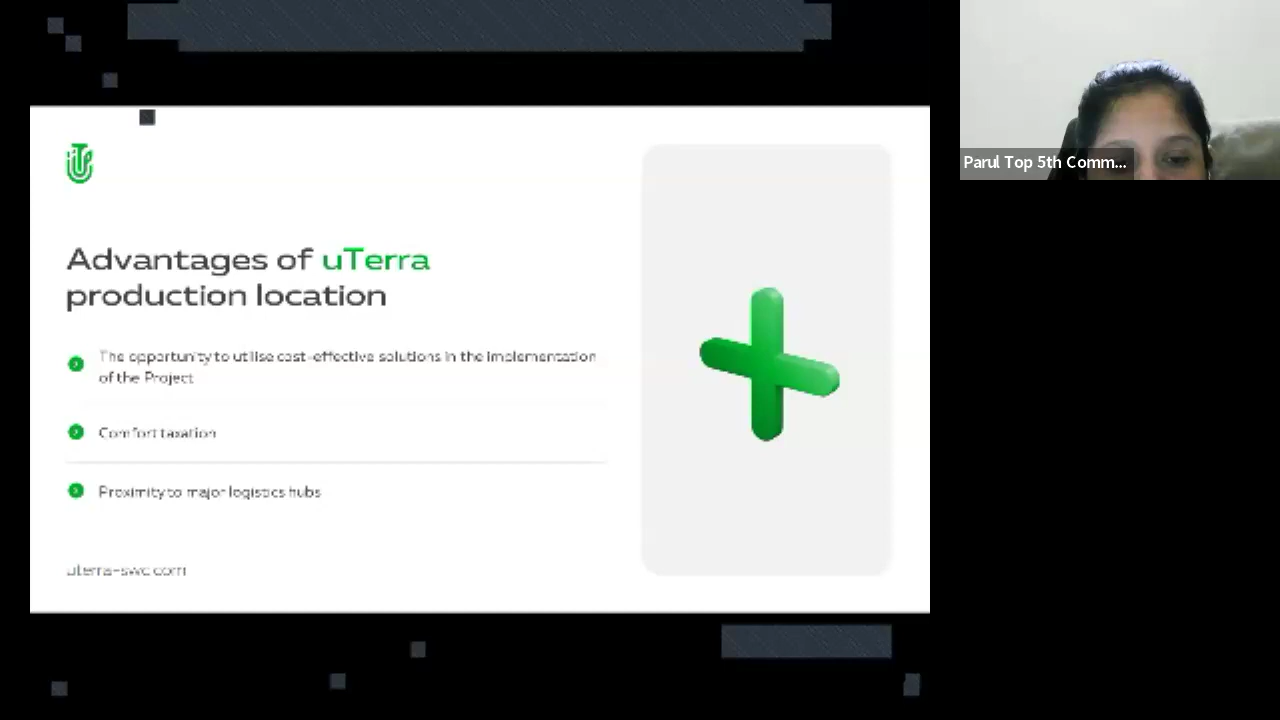 Advantages of uTerra
production location
The opportunity to utilise cost-effective solutions in the implementation
of the Project
Comfort taxation
Proximity to major logistics hubs
uterra-swc.com
Parul Top 5th Comm...